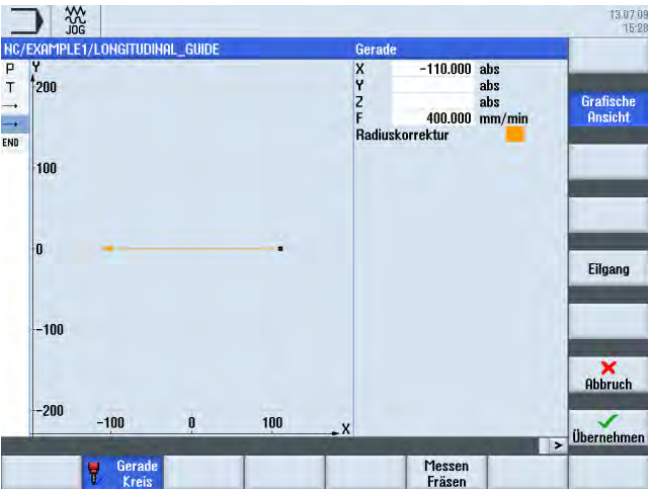 JOG
13.07.09
15:28
NC/EXAMPLE1/LONGITUDINAL_GUIDE
Gerade
P
T
END
Y
200
100
0
-100
-200
-100 0 100 X
X -110.000 abs
Y abs
Z abs
F 400.000 mm/min
Radiuskorrektur
Grafische
Ansicht
Eilgang
Abbruch
Übernehmen
>
Gerade
Kreis
Messen
Fräsen